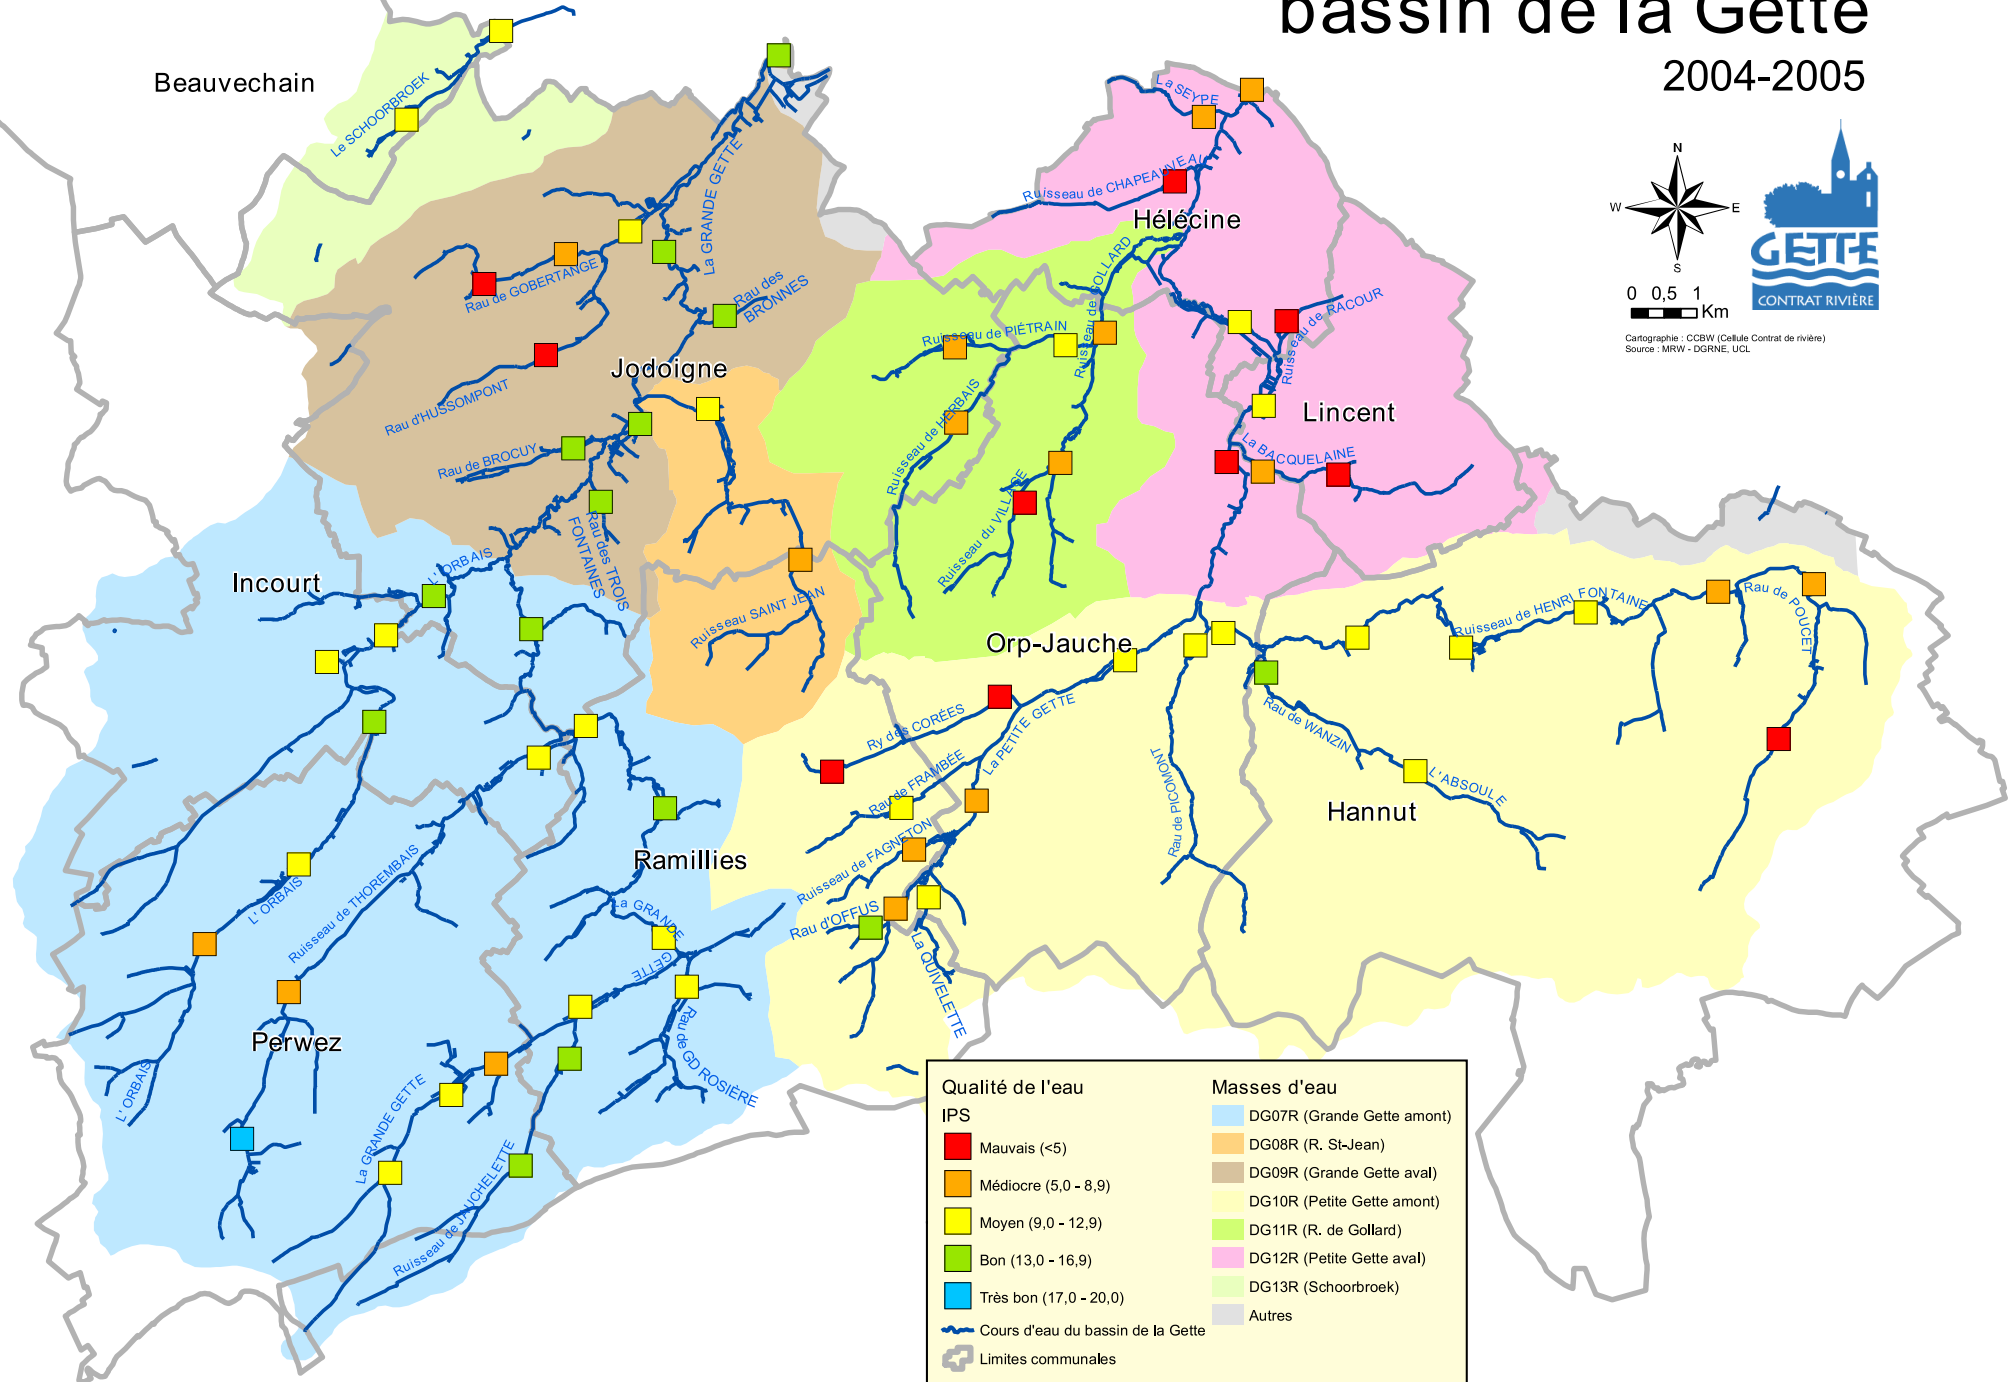 bassin de la Gette
2004-2005
N
W
E
S
0 0,5 1
Km
GETTE
CONTRAT RIVIÈRE
Cartographie : CCBW (Cellule Contrat de rivière)
Source : MRW - DGRNE, UCL
Beauvechain
Le SCHOORBROEK
La GRANDE GETTE
La SEYPE
Ruisseau de CHAPEAUVEAU
Hélécine
Rau de GOBERTANGE
Rau des
BRONNES
Ruisseau de GOLLARD
Ruisseau de PIÉTRAIN
Ruisseau de RACOUR
Jodoigne
Rau d'HUSSOMPONT
Ruisseau de HERBAIS
Lincent
Rau de BROCUY
La BACQUELAINE
Rau des TROIS
FONTAINES
Ruisseau du VILLAGE
L' ORBAIS
Incourt
Ruisseau SAINT JEAN
Orp-Jauche
Ruisseau de HENRI FONTAINE
Rau de POUCET
Ry des CORÉES
La PETITE GETTE
Rau de WANZIN
Rau de FRAMBÉE
Rau de PICOMONT
L'ABSOULE
Hannut
Ramillies
Ruisseau de FAGNETON
Ruisseau de THOREMBAIS
L' ORBAIS
La GRANDE
GETTE
Rau d'OFFUS
La QUIVELETTE
Perwez
Rau de GD ROSIÈRE
L' ORBAIS
La GRANDE GETTE
Ruisseau de JAUCHELETTE
Qualité de l'eau
IPS
Mauvais (<5)
Médiocre (5,0 - 8,9)
Moyen (9,0 - 12,9)
Bon (13,0 - 16,9)
Très bon (17,0 - 20,0)
Cours d'eau du bassin de la Gette
Limites communales
Masses d'eau
DG07R (Grande Gette amont)
DG08R (R. St-Jean)
DG09R (Grande Gette aval)
DG10R (Petite Gette amont)
DG11R (R. de Gollard)
DG12R (Petite Gette aval)
DG13R (Schoorbroek)
Autres